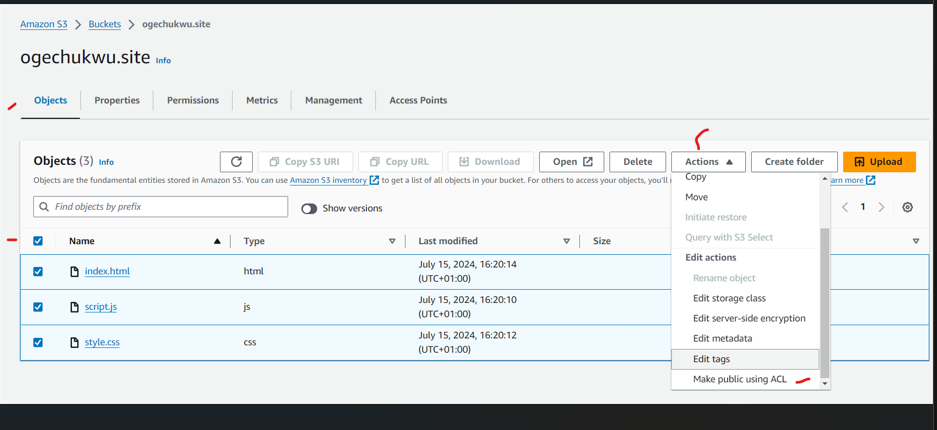 Amazon S3 > Buckets > ogechukwu.site
ogechukwu.site Info
Objects Properties Permissions Metrics Management Access Points
Objects (3) Info
Copy S3 URI Copy URL Download Open Delete Actions Create folder Upload
Objects are the fundamental entities stored in Amazon S3. You can use Amazon S3 inventory to get a list of all objects in your bucket. For others to access your objects, you'll
more
Find objects by prefix
Show versions
1
Name Type Last modified Size
index.html html July 15, 2024, 16:20:14
(UTC+01:00)
script.js js July 15, 2024, 16:20:10
(UTC+01:00)
style.css css July 15, 2024, 16:20:12
(UTC+01:00)
Copy
Move
Initiate restore
Query with S3 Select
Edit actions
Rename object
Edit storage class
Edit server-side encryption
Edit metadata
Edit tags
Make public using ACL